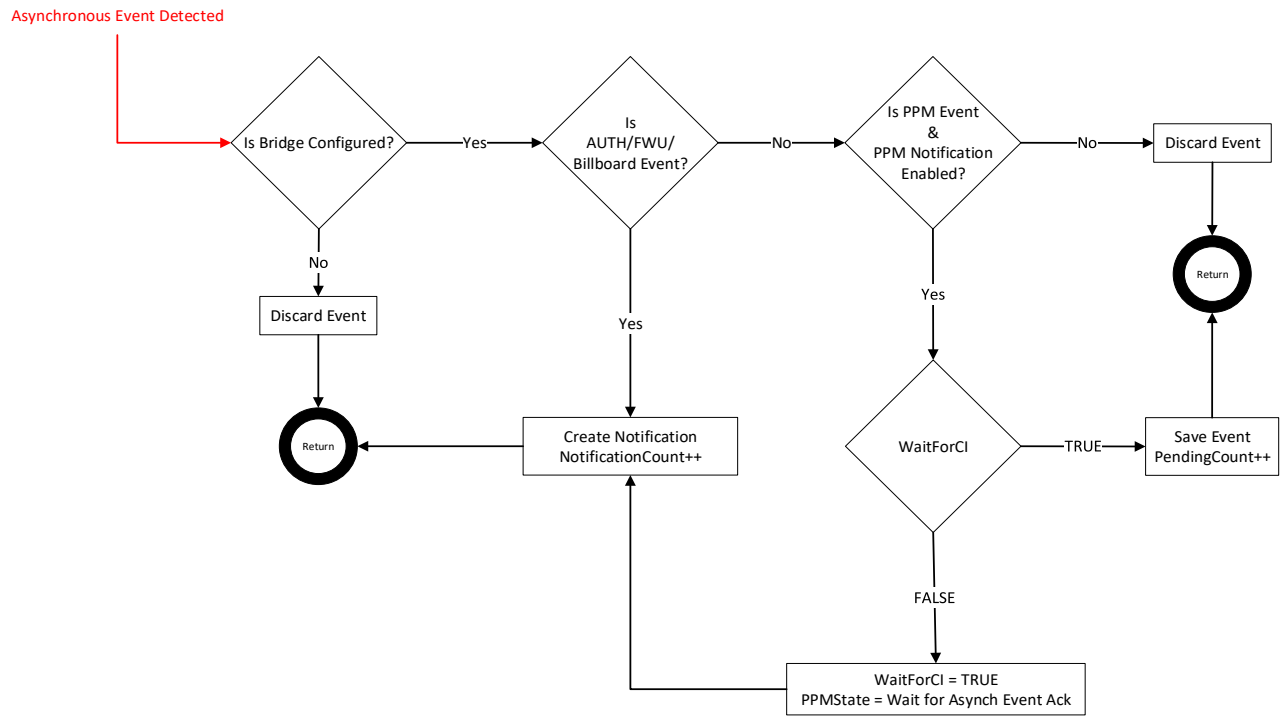 Asynchronous Event Detected
Is Bridge Configured?
Yes
Is
AUTH/FWU/
Billboard Event?
No
Is PPM Event
&
PPM Notification
Enabled?
No
Discard Event
Return
No
Discard Event
Return
Yes
Create Notification
NotificationCount++
Yes
WaitForCI
TRUE
Save Event
PendingCount++
FALSE
WaitForCI = TRUE
PPMState = Wait for Asynch Event Ack